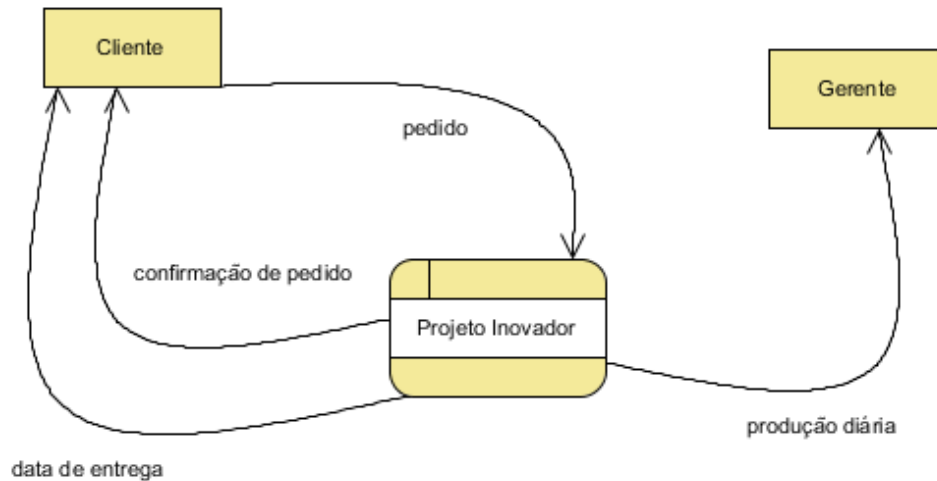 Cliente
Gerente
pedido
confirmação de pedido
Projeto Inovador
produção diária
data de entrega